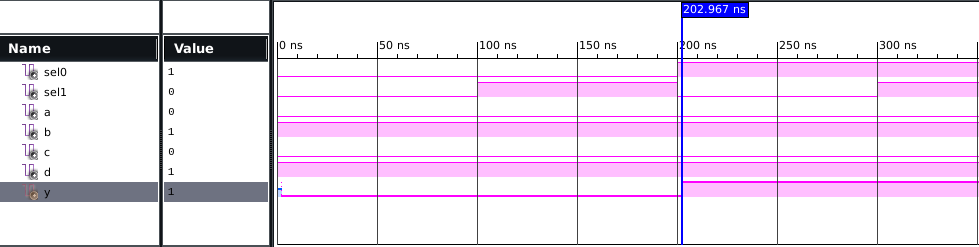 202.967 ns
Name Value 0 ns 50 ns 100 ns 150 ns 200 ns 250 ns 300 ns
sel0 1
sel1 0
a 0
b 1
c 0
d 1
y 1